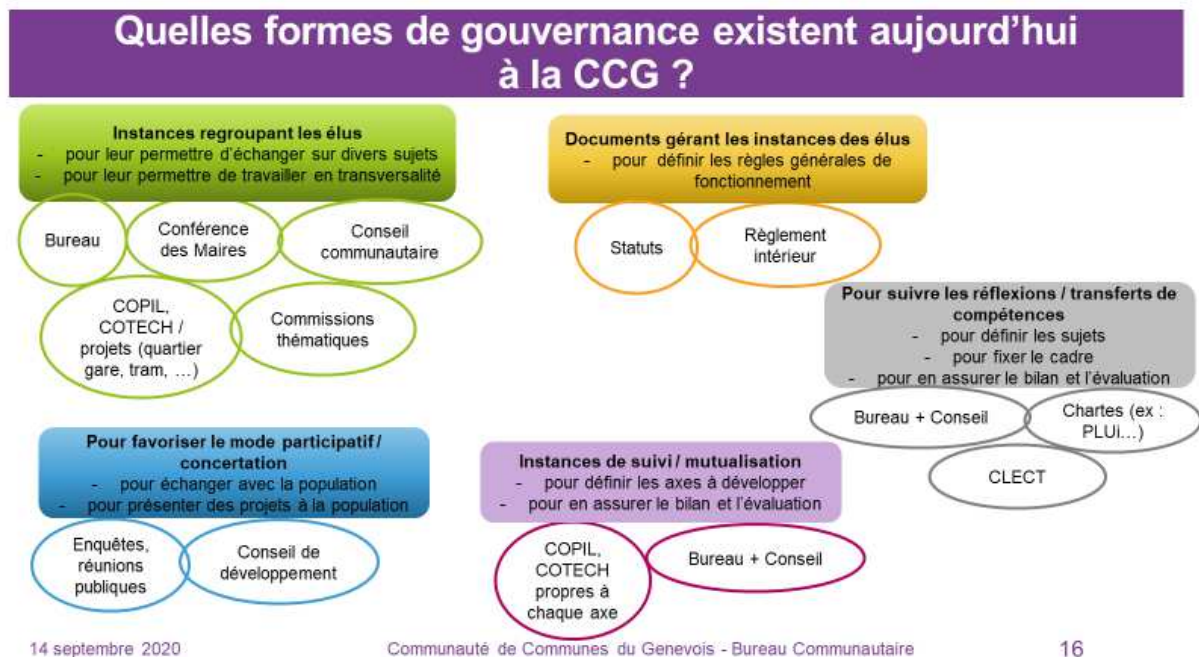 Quelles formes de gouvernance existent aujourd'hui
à la CCG ?
Instances regroupant les élus
- pour leur permettre d'échanger sur divers sujets
- pour leur permettre de travailler en transversalité
Bureau
Conférence
des Maires
Conseil
communautaire
COPIL,
COTECH /
projets (quartier
gare, tram, …)
Commissions
thématiques
Documents gérant les instances des élus
- pour définir les règles générales de
fonctionnement
Statuts
Règlement
intérieur
Pour suivre les réflexions / transferts de
compétences
- pour définir les sujets
- pour fixer le cadre
- pour en assurer le bilan et l'évaluation
Bureau + Conseil
Chartes (ex :
PLUi…)
CLECT
Pour favoriser le mode participatif /
concertation
- pour échanger avec la population
- pour présenter des projets à la population
Enquêtes,
réunions
publiques
Conseil de
développement
Instances de suivi / mutualisation
- pour définir les axes à développer
- pour en assurer le bilan et l'évaluation
COPIL,
COTECH
propres à
chaque axe
Bureau + Conseil
14 septembre 2020
Communauté de Communes du Genevois - Bureau Communautaire
16